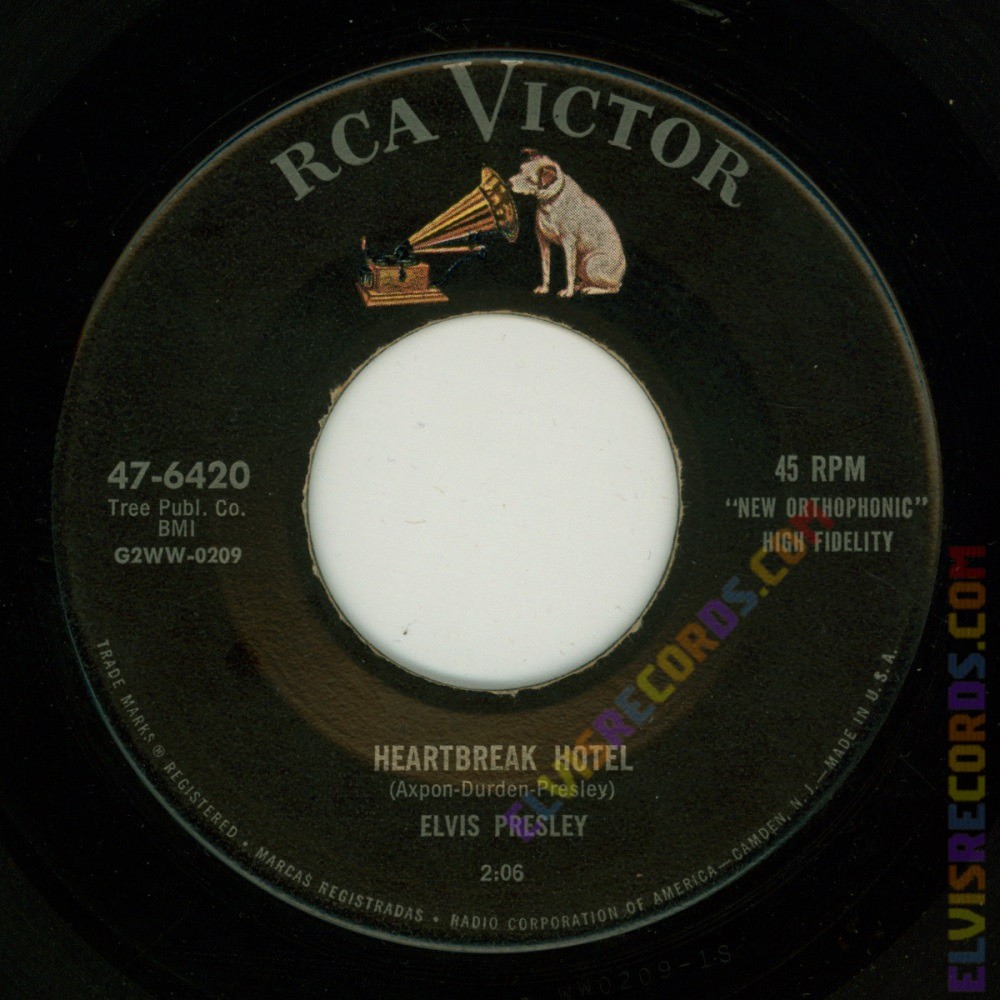 RCA VICTOR
47-6420
Tree Publ. Co.
BMI
G2WW-0209
45 RPM
"NEW ORTHOPHONIC"
HIGH FIDELITY
HEARTBREAK HOTEL
(Axpon-Durden-Presley)
ELVIS PRESLEY
2:06
TRADE MARKS ® REGISTERED • MARCAS REGISTRADAS • RADIO CORPORATION OF AMERICA—CAMDEN, N. J.—MADE IN U. S. A.
ELVISRECORDS.COM
ELVISRECORDS.COM